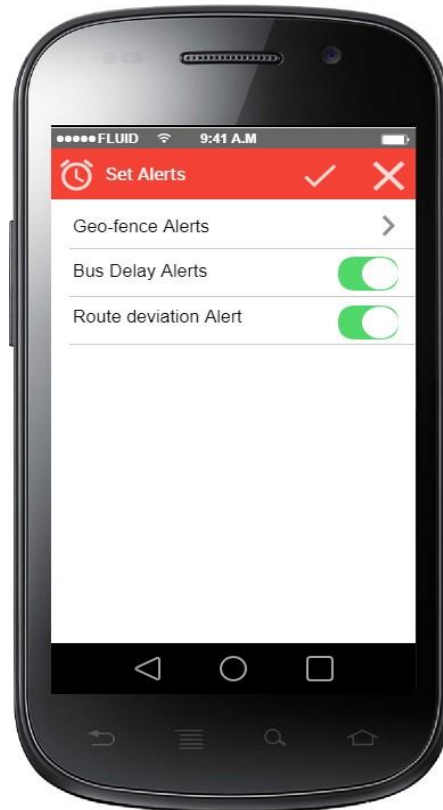 FLUID 9:41 A.M
Set Alerts
Geo-fence Alerts
Bus Delay Alerts
Route deviation Alert